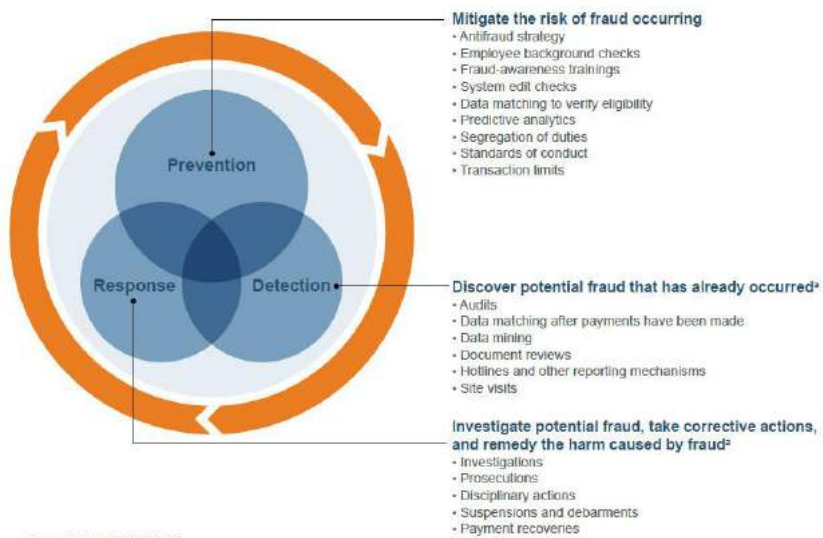 Mitigate the risk of fraud occurring
• Antifraud strategy
• Employee background checks
• Fraud-awareness trainings
• System edit checks
• Data matching to verify eligibility
• Predictive analytics
• Segregation of duties
• Standards of conduct
• Transaction limits
Prevention
Response
Detection
Discover potential fraud that has already occurredᵃ
• Audits
• Data matching after payments have been made
• Data mining
• Document reviews
• Hotlines and other reporting mechanisms
• Site visits
Investigate potential fraud, take corrective actions,
and remedy the harm caused by fraudᵃ
• Investigations
• Prosecutions
• Disciplinary actions
• Suspensions and debarments
• Payment recoveries